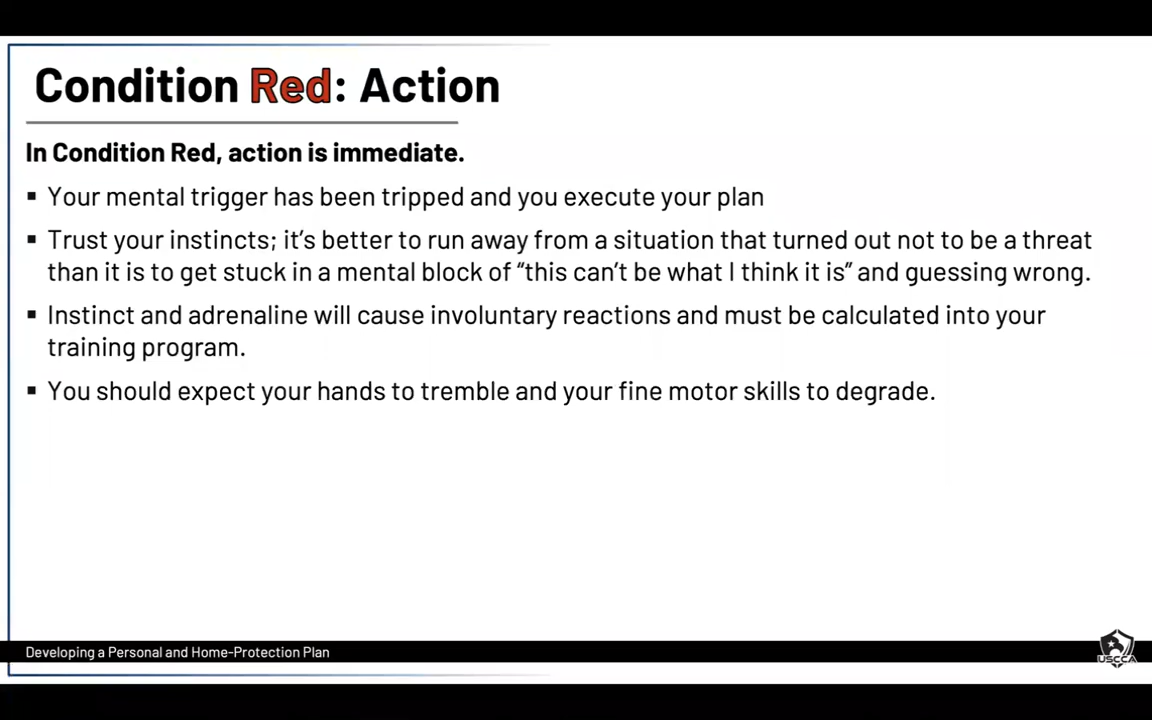 Condition Red: Action
In Condition Red, action is immediate.
▪ Your mental trigger has been tripped and you execute your plan
▪ Trust your instincts; it’s better to run away from a situation that turned out not to be a threat
than it is to get stuck in a mental block of “this can’t be what I think it is” and guessing wrong.
▪ Instinct and adrenaline will cause involuntary reactions and must be calculated into your
training program.
▪ You should expect your hands to tremble and your fine motor skills to degrade.
Developing a Personal and Home-Protection Plan
USCCA